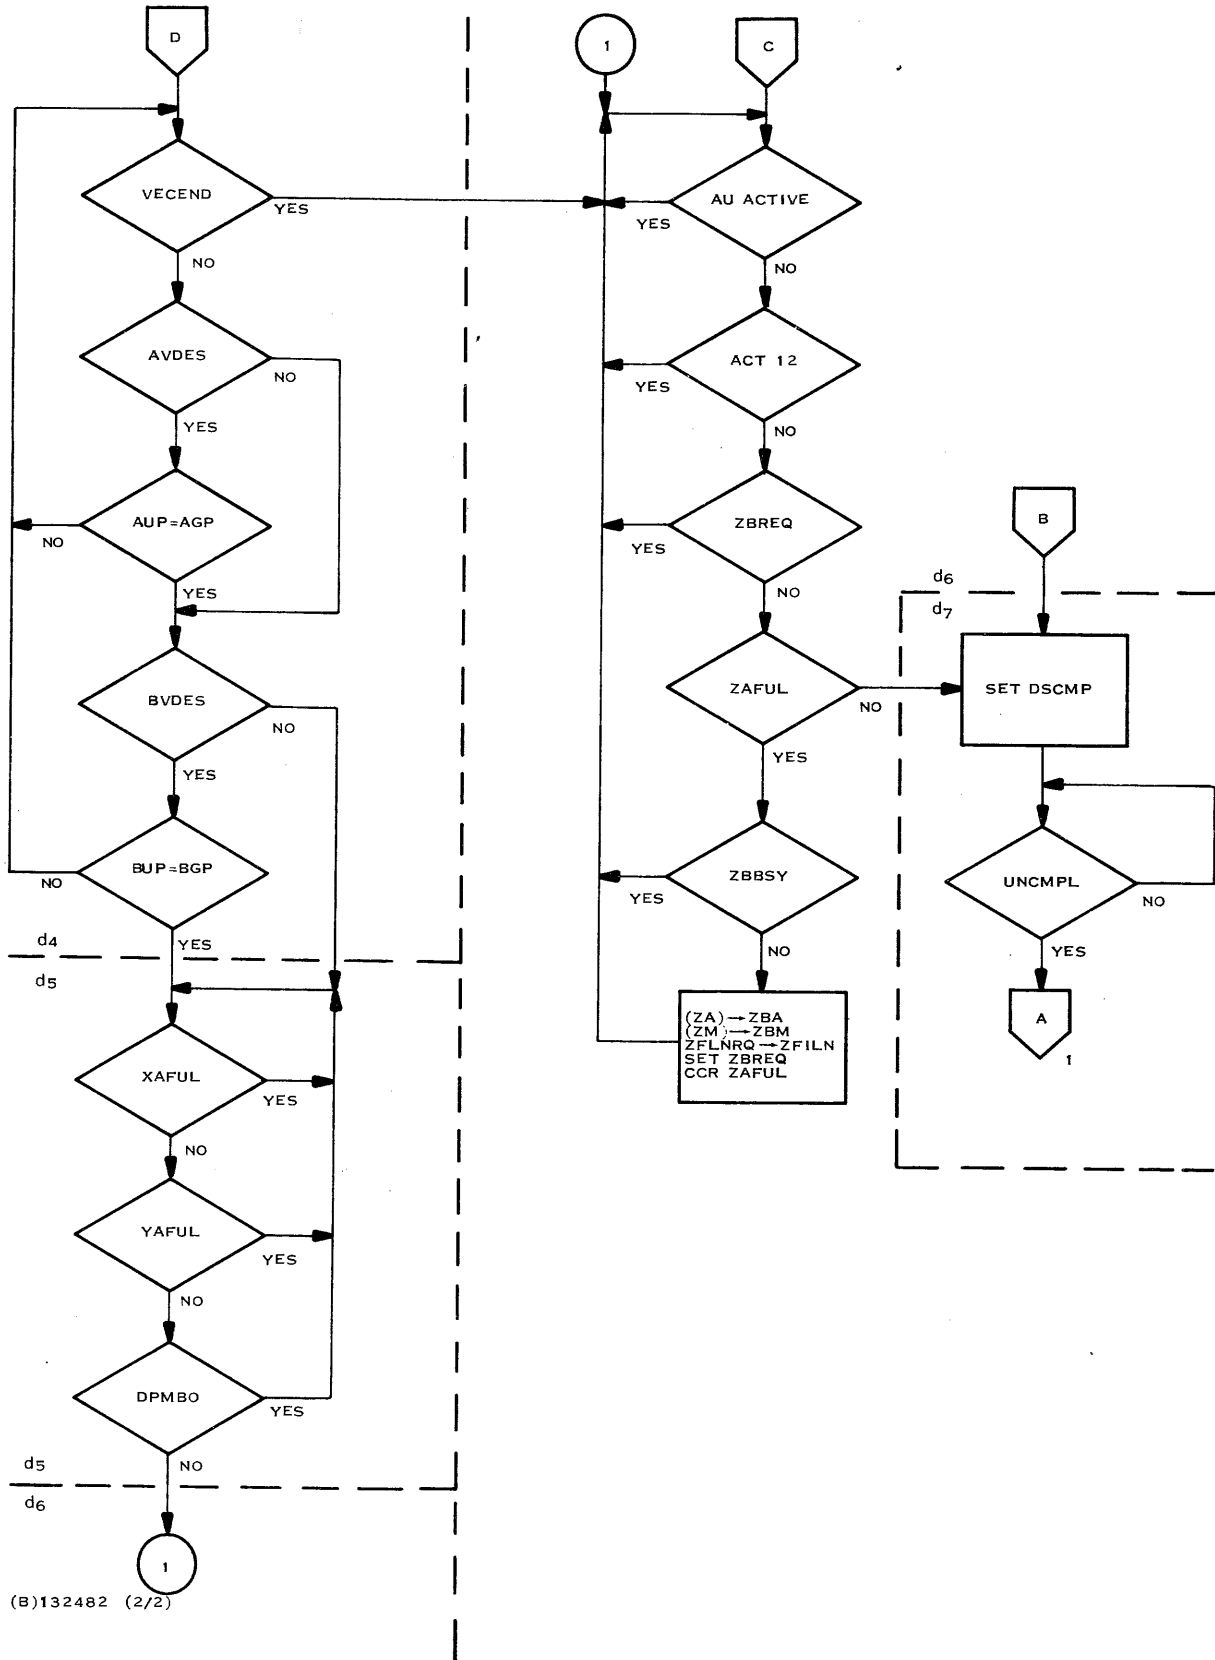 D
VECEND
YES
NO
AVDES
NO
YES
AUP=AGP
NO
YES
BVDES
NO
YES
BUP=BGP
NO
YES
d4
d5
XAFUL
YES
NO
YAFUL
YES
NO
DPMBO
YES
NO
d5
d6
1
(B)132482 (2/2)
1
C
AU ACTIVE
YES
NO
ACT 12
YES
NO
ZBREQ
YES
NO
ZAFUL
NO
YES
ZBBSY
YES
NO
(ZA)→ZBA
(ZM)→ZBM
ZFLNRQ→ZFILN
SET ZBREQ
CCR ZAFUL
B
d6
d7
SET DSCMP
UNCMPL
NO
YES
A
1